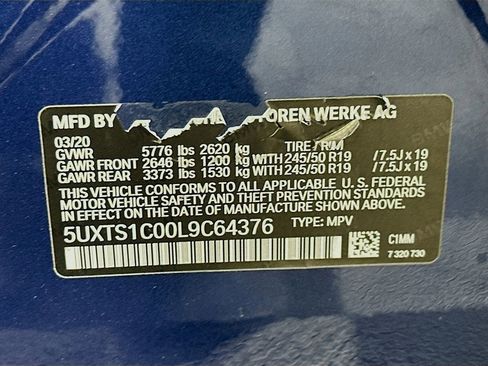 MFD BY OREN WERKE AG
03/20
GVWR 5776 lbs 2620 kg TIRE/RIM
GAWR FRONT 2646 lbs 1200 kg WITH 245/50 R19 /7.5J x 19
GAWR REAR 3373 lbs 1530 kg WITH 245/50 R19 /7.5J x 19
THIS VEHICLE CONFORMS TO ALL APPLICABLE U. S. FEDERAL
MOTOR VEHICLE SAFETY AND THEFT PREVENTION STANDARDS
IN EFFECT ON THE DATE OF MANUFACTURE SHOWN ABOVE.
5UXTS1C00L9C64376 TYPE: MPV
C1MM
7 320 730